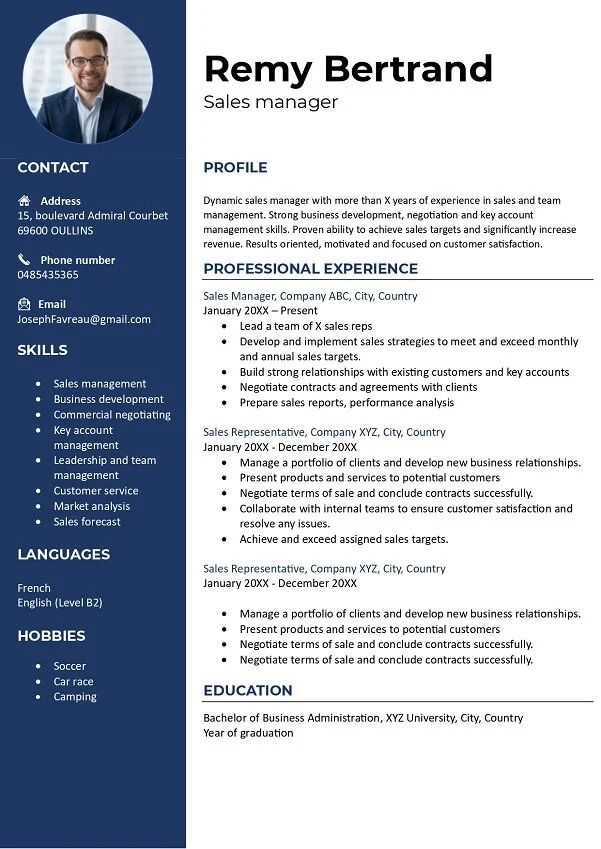 Remy Bertrand
Sales manager
CONTACT
Address
15, boulevard Admiral Courbet
69600 OULLINS
Phone number
0485435365
Email
JosephFavreau@gmail.com
SKILLS
• Sales management
• Business development
• Commercial negotiating
• Key account
management
• Leadership and team
management
• Customer service
• Market analysis
• Sales forecast
LANGUAGES
French
English (Level B2)
HOBBIES
• Soccer
• Car race
• Camping
PROFILE
Dynamic sales manager with more than X years of experience in sales and team
management. Strong business development, negotiation and key account
management skills. Proven ability to achieve sales targets and significantly increase
revenue. Results oriented, motivated and focused on customer satisfaction.
PROFESSIONAL EXPERIENCE
Sales Manager, Company ABC, City, Country
January 20XX – Present
• Lead a team of X sales reps
• Develop and implement sales strategies to meet and exceed monthly
and annual sales targets.
• Build strong relationships with existing customers and key accounts
• Negotiate contracts and agreements with clients
• Prepare sales reports, performance analysis
Sales Representative, Company XYZ, City, Country
January 20XX - December 20XX
• Manage a portfolio of clients and develop new business relationships.
• Present products and services to potential customers
• Negotiate terms of sale and conclude contracts successfully.
• Collaborate with internal teams to ensure customer satisfaction and
resolve any issues.
• Achieve and exceed assigned sales targets.
Sales Representative, Company XYZ, City, Country
January 20XX - December 20XX
• Manage a portfolio of clients and develop new business relationships.
• Present products and services to potential customers
• Negotiate terms of sale and conclude contracts successfully.
• Negotiate terms of sale and conclude contracts successfully.
EDUCATION
Bachelor of Business Administration, XYZ University, City, Country
Year of graduation